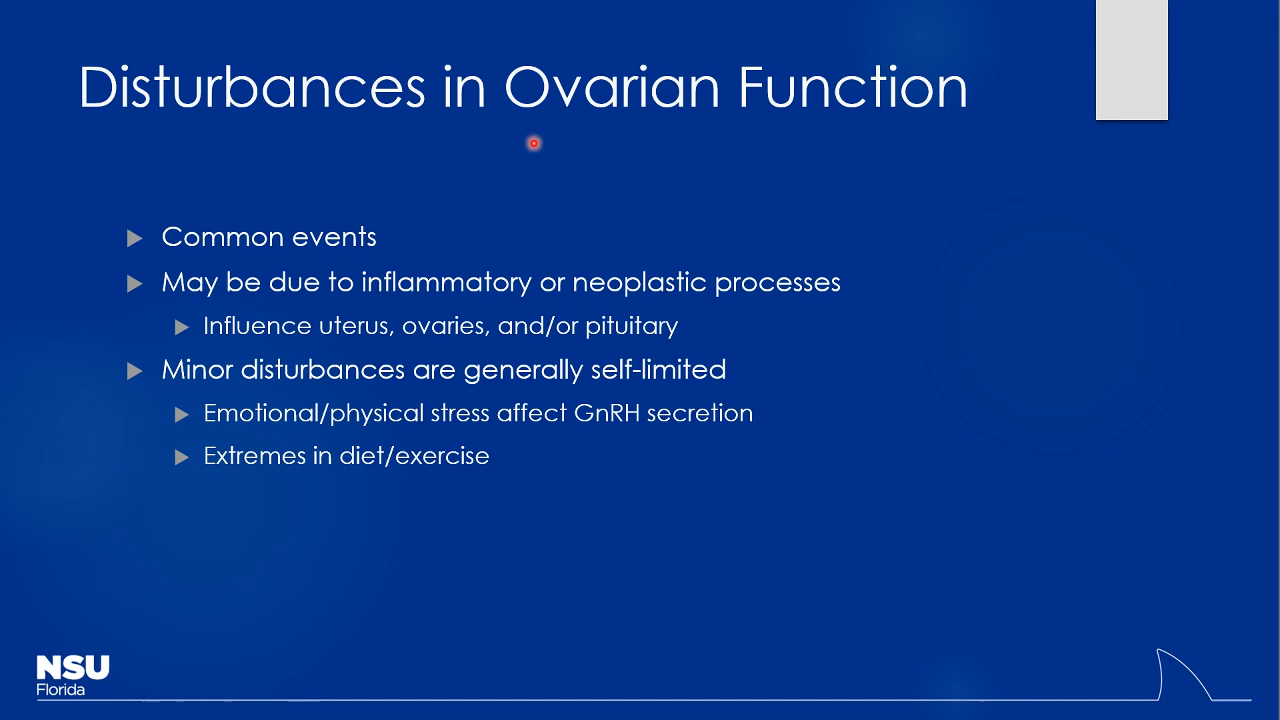 Disturbances in Ovarian Function
Common events
May be due to inflammatory or neoplastic processes
Influence uterus, ovaries, and/or pituitary
Minor disturbances are generally self-limited
Emotional/physical stress affect GnRH secretion
Extremes in diet/exercise
NSU
Florida